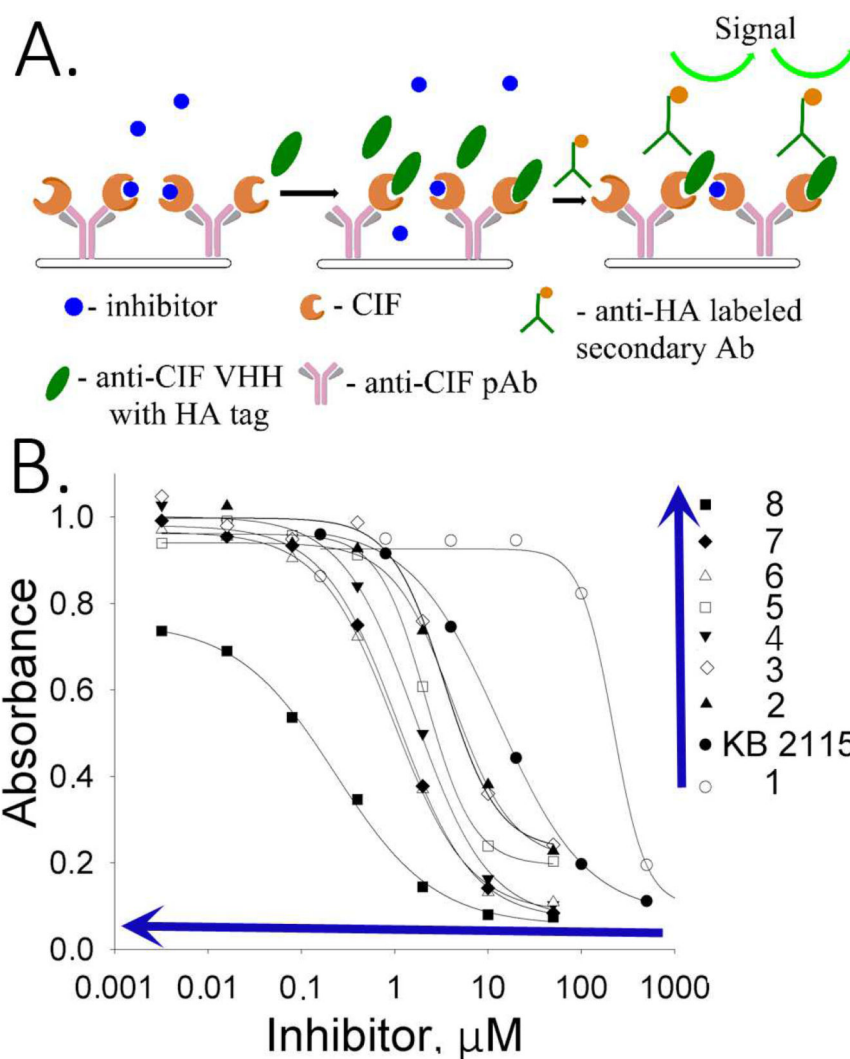 A.
Signal
- inhibitor
- CIF
- anti-HA labeled
secondary Ab
- anti-CIF VHH
with HA tag
- anti-CIF pAb
B.
1.0
0.8
0.6
0.4
0.2
0.0
Absorbance
0.001
0.01
0.1
1
10
100
1000
Inhibitor, μM
8
7
6
5
4
3
2
KB 2115
1